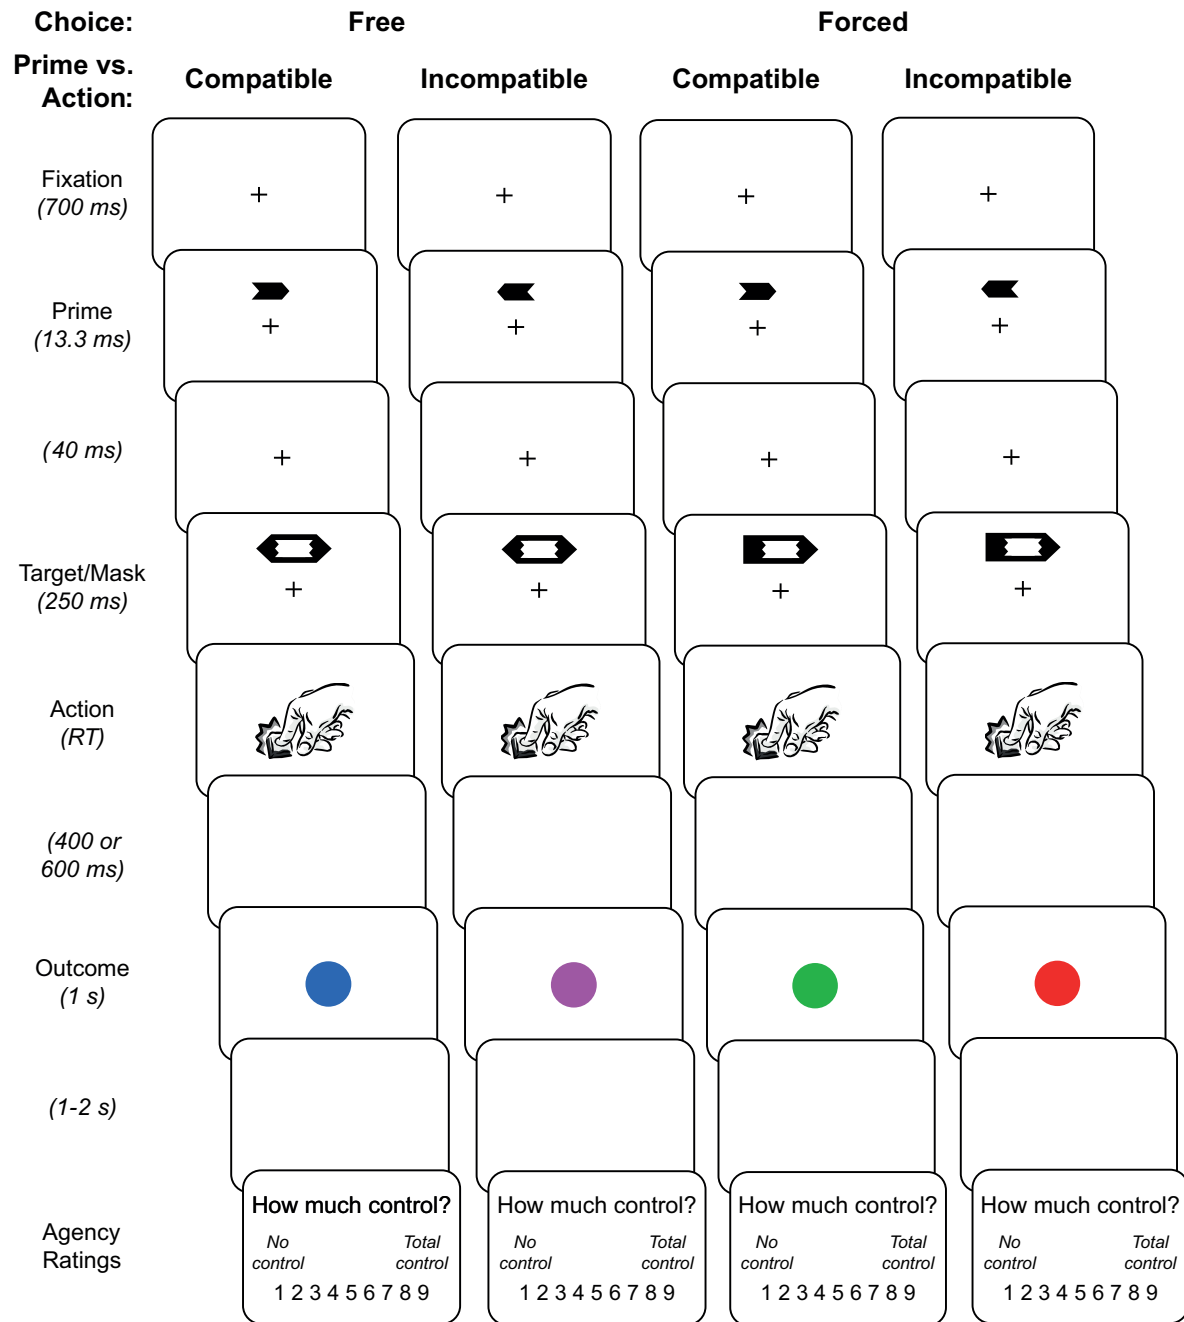 Choice: Free Forced
Prime vs.
Action: Compatible Incompatible Compatible Incompatible
Fixation
(700 ms)
Prime
(13.3 ms)
(40 ms)
Target/Mask
(250 ms)
Action
(RT)
(400 or
600 ms)
Outcome
(1 s)
(1-2 s)
Agency
Ratings
How much control? How much control? How much control? How much control?
No Total No Total No Total No Total
control control control control control control control control
1 2 3 4 5 6 7 8 9 1 2 3 4 5 6 7 8 9 1 2 3 4 5 6 7 8 9 1 2 3 4 5 6 7 8 9